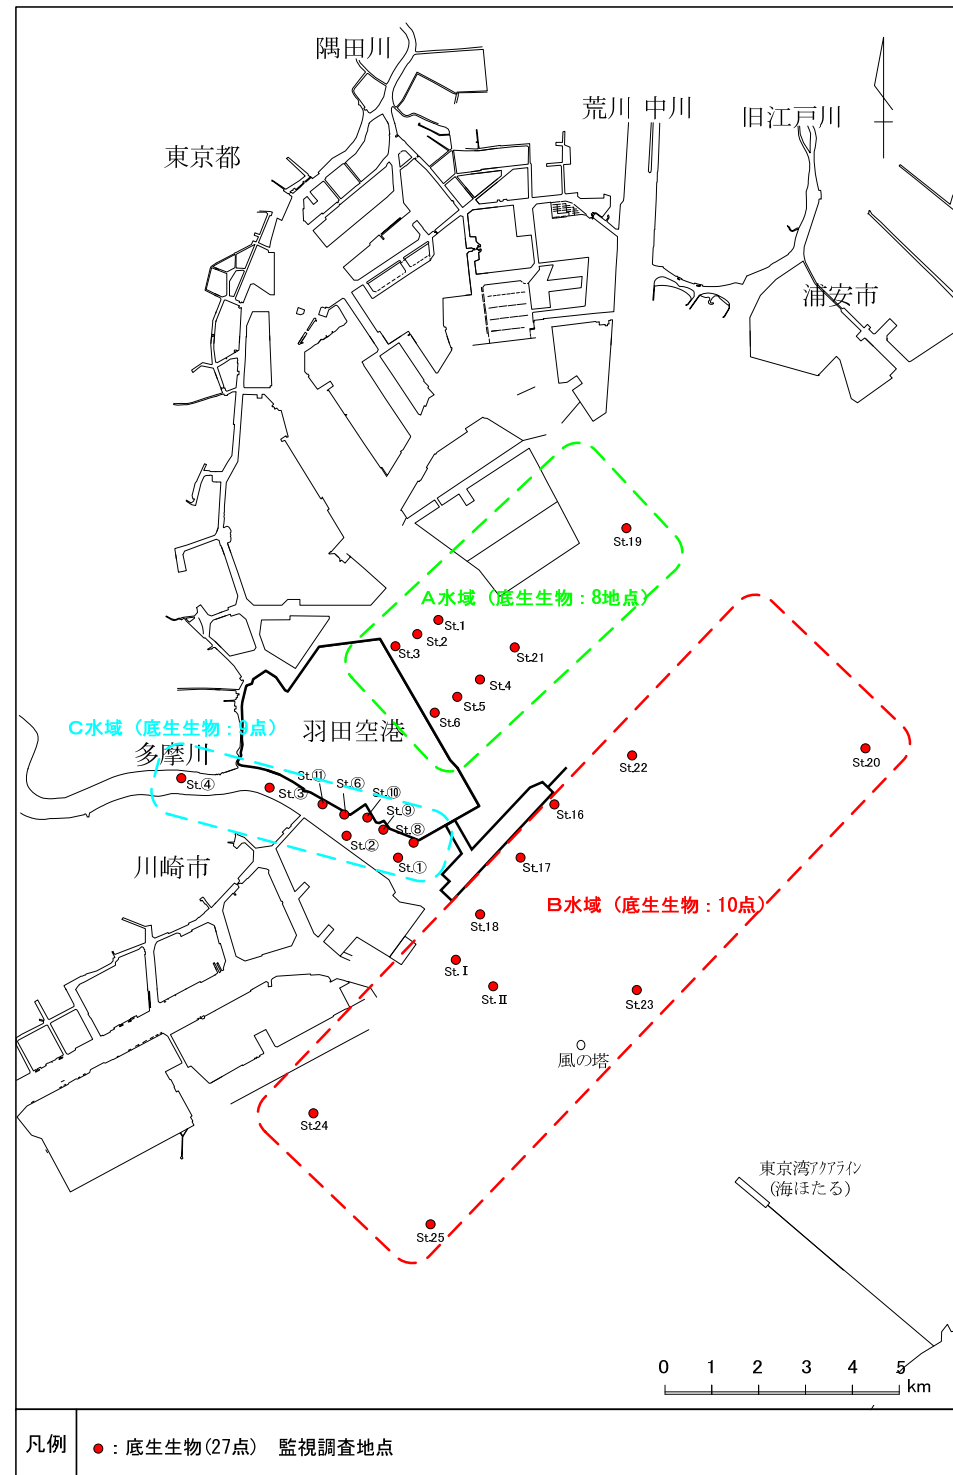 隅田川
荒川 中川
旧江戸川
東京都
浦安市
St.19
A水域（底生生物：8地点）
St.1
St.2
St.3
St.21
St.4
St.5
St.6
C水域（底生生物：9点）
羽田空港
多摩川
St.④
St.③
St.⑪
St.⑥
St.⑩
St.⑨
St.⑧
St.②
St.①
St.22
St.20
St.16
St.17
川崎市
B水域（底生生物：10点）
St.18
St.Ⅰ
St.Ⅱ
St.23
風の塔
St.24
St.25
東京湾アクアライン
(海ほたる)
0 1 2 3 4 5
km
凡例
：底生生物(27点) 監視調査地点